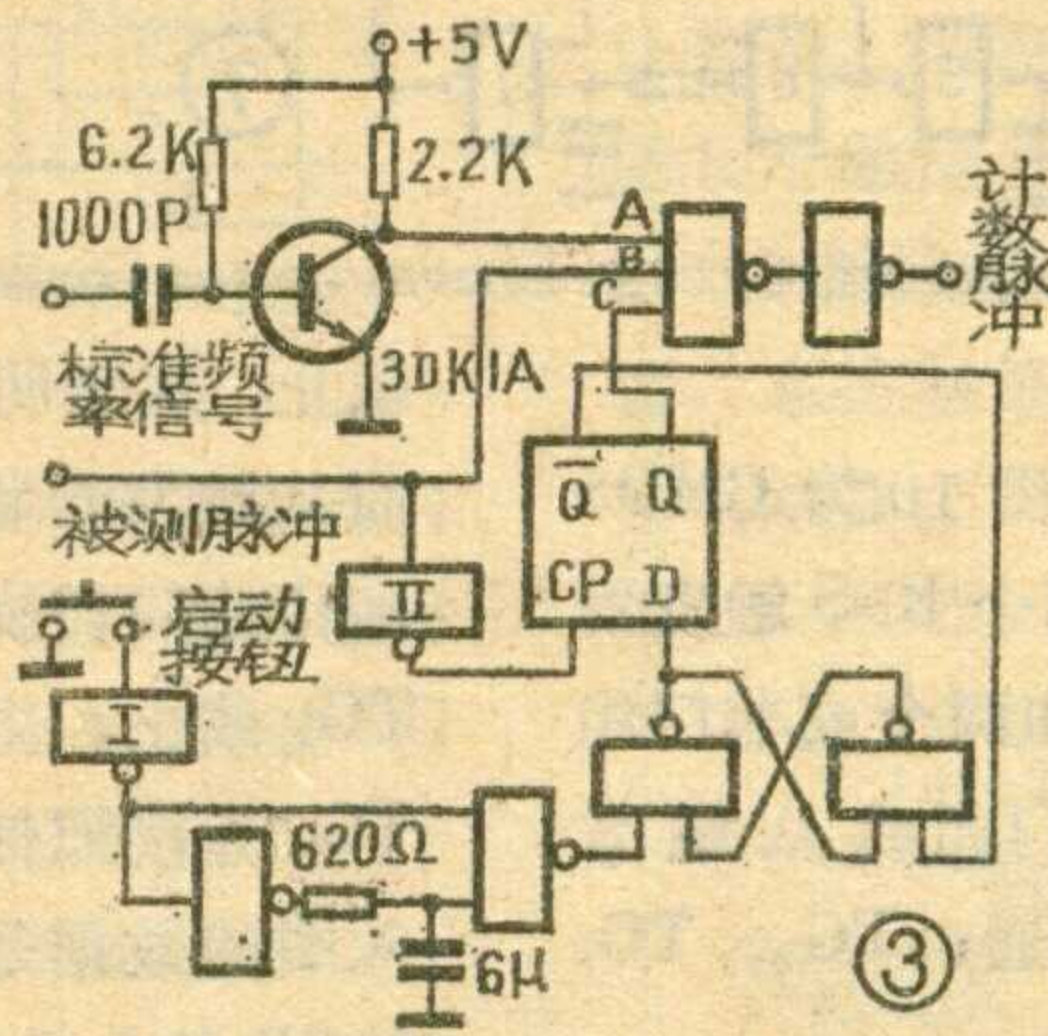 +5V
6.2K
2.2K
1000P
A
B
C
计数脉冲
标准频
率信号
3DK1A
被测脉冲
Q̅ Q
CP D
II
启动
按钮
I
620Ω
6μ
③